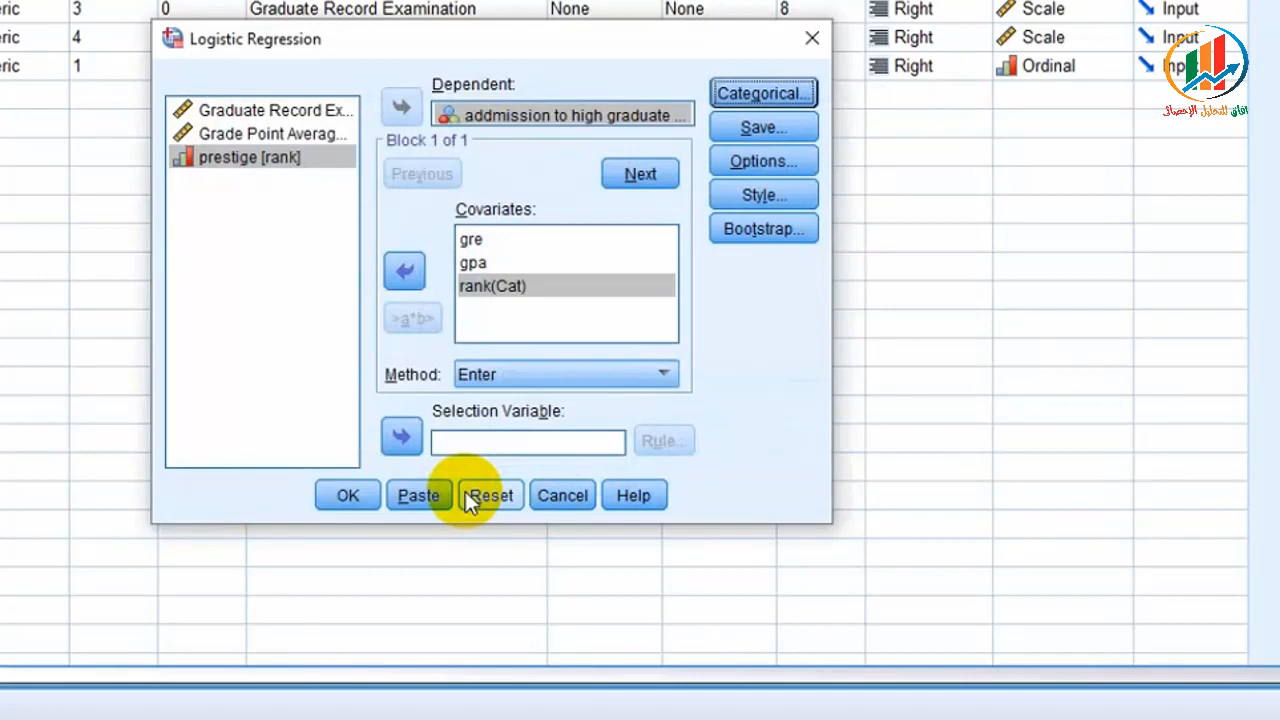 eric 3 0 Graduate Record Examination None None 8 Right Scale Input
eric 4 Right Scale Input
eric 1 Right Ordinal
Logistic Regression
Dependent:
Graduate Record Ex...
Grade Point Averag...
prestige [rank]
addmission to high graduate ...
Block 1 of 1
Previous
Next
Covariates:
gre
gpa
rank(Cat)
>a*b>
Method: Enter
Selection Variable:
Rule...
OK Paste Reset Cancel Help
Categorical...
Save...
Options...
Style...
Bootstrap...
آفاق للتحليل الإحصائي